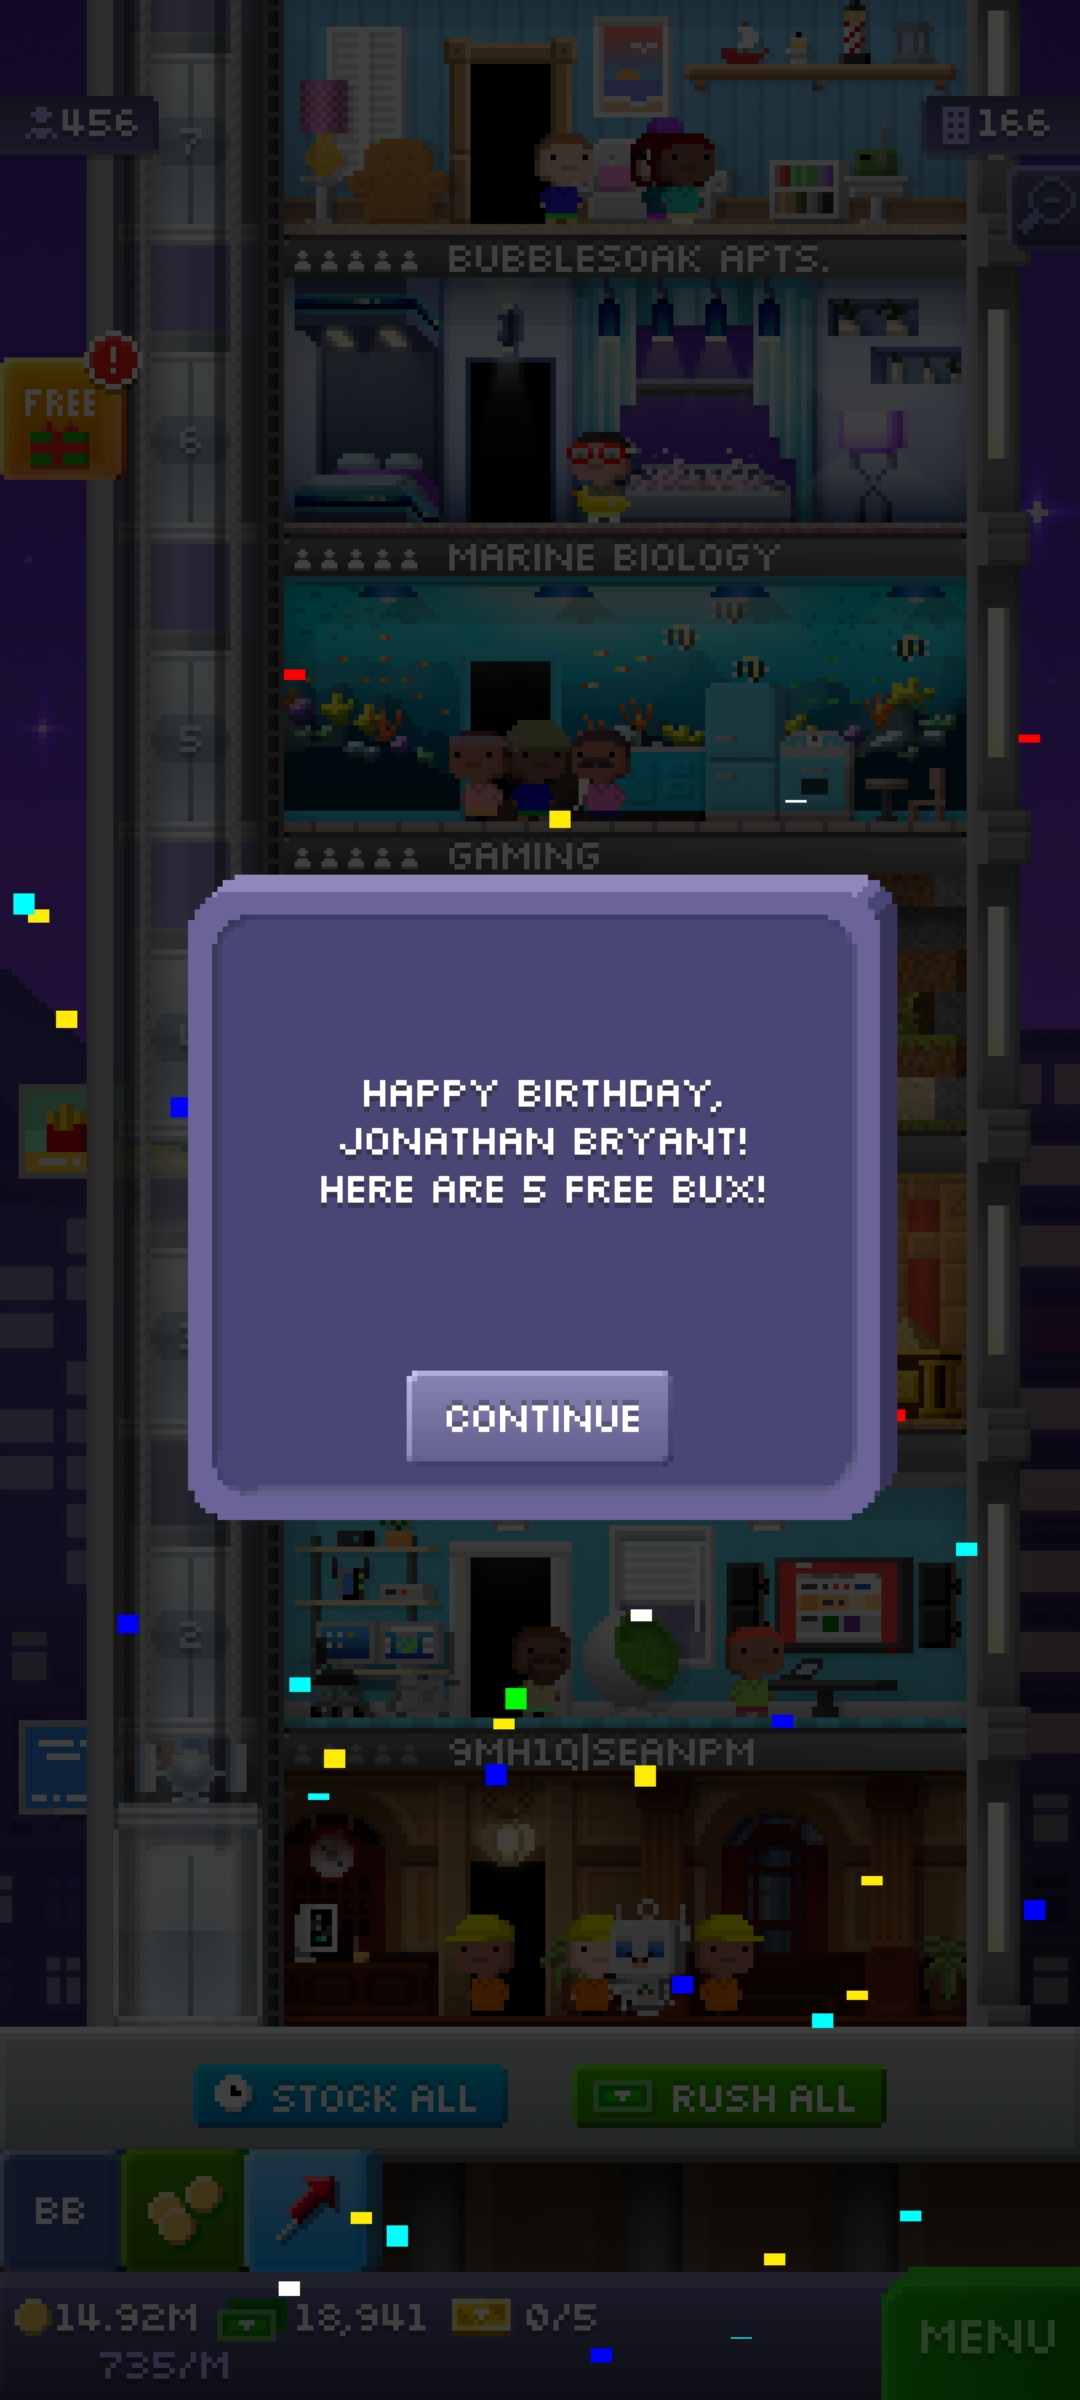 7
456
166
BUBBLESOAK APTS.
FREE
!
6
MARINE BIOLOGY
5
GAMING
HAPPY BIRTHDAY,
JONATHAN BRYANT!
HERE ARE 5 FREE BUX!
CONTINUE
2
9MH1Q|SEANPM
STOCK ALL
RUSH ALL
BB
14.92M
18,941
0/5
735/M
MENU